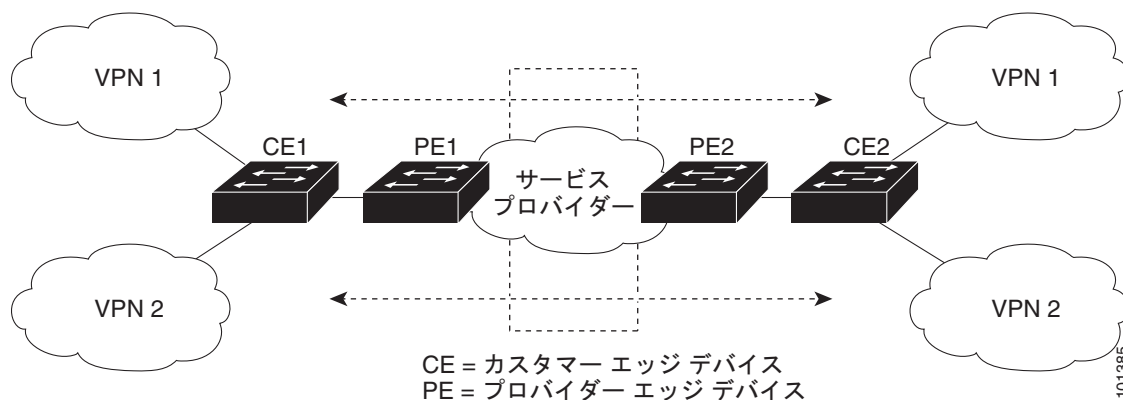 VPN 1
VPN 1
CE1
PE1
PE2
CE2
サービス
プロバイダー
VPN 2
VPN 2
CE = カスタマー エッジ デバイス
PE = プロバイダー エッジ デバイス
101385